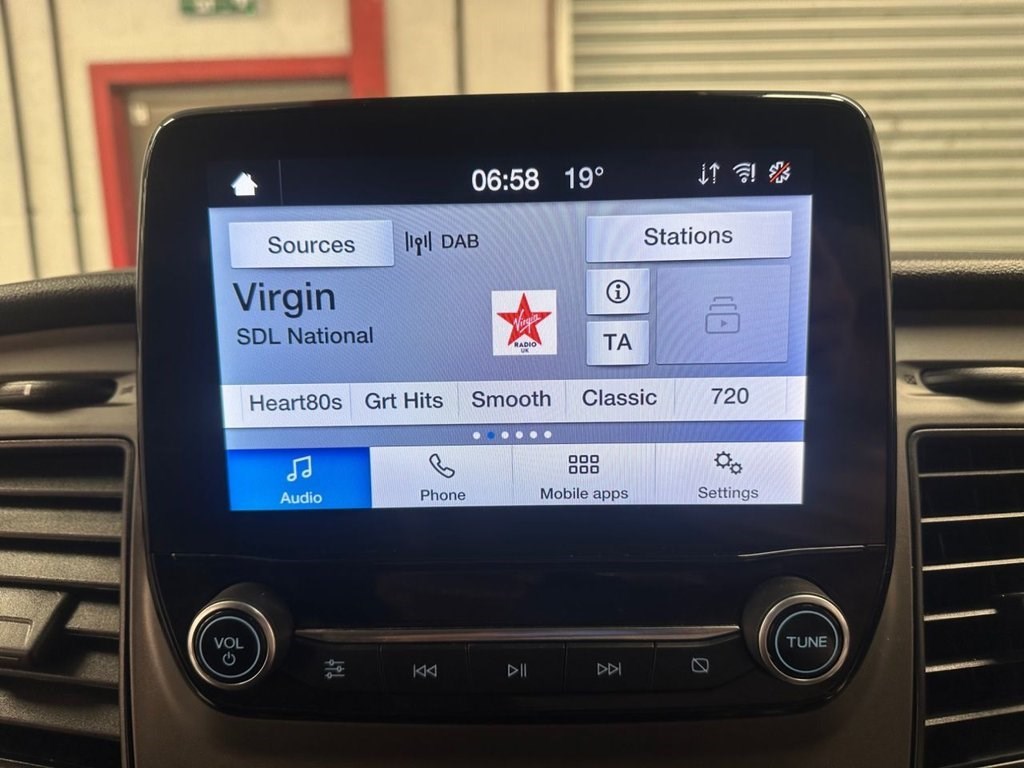 06:58 19°
Sources DAB Stations
Virgin
SDL National
Virgin
RADIO
UK
TA
Heart80s Grt Hits Smooth Classic 720
Audio Phone Mobile apps Settings
VOL TUNE